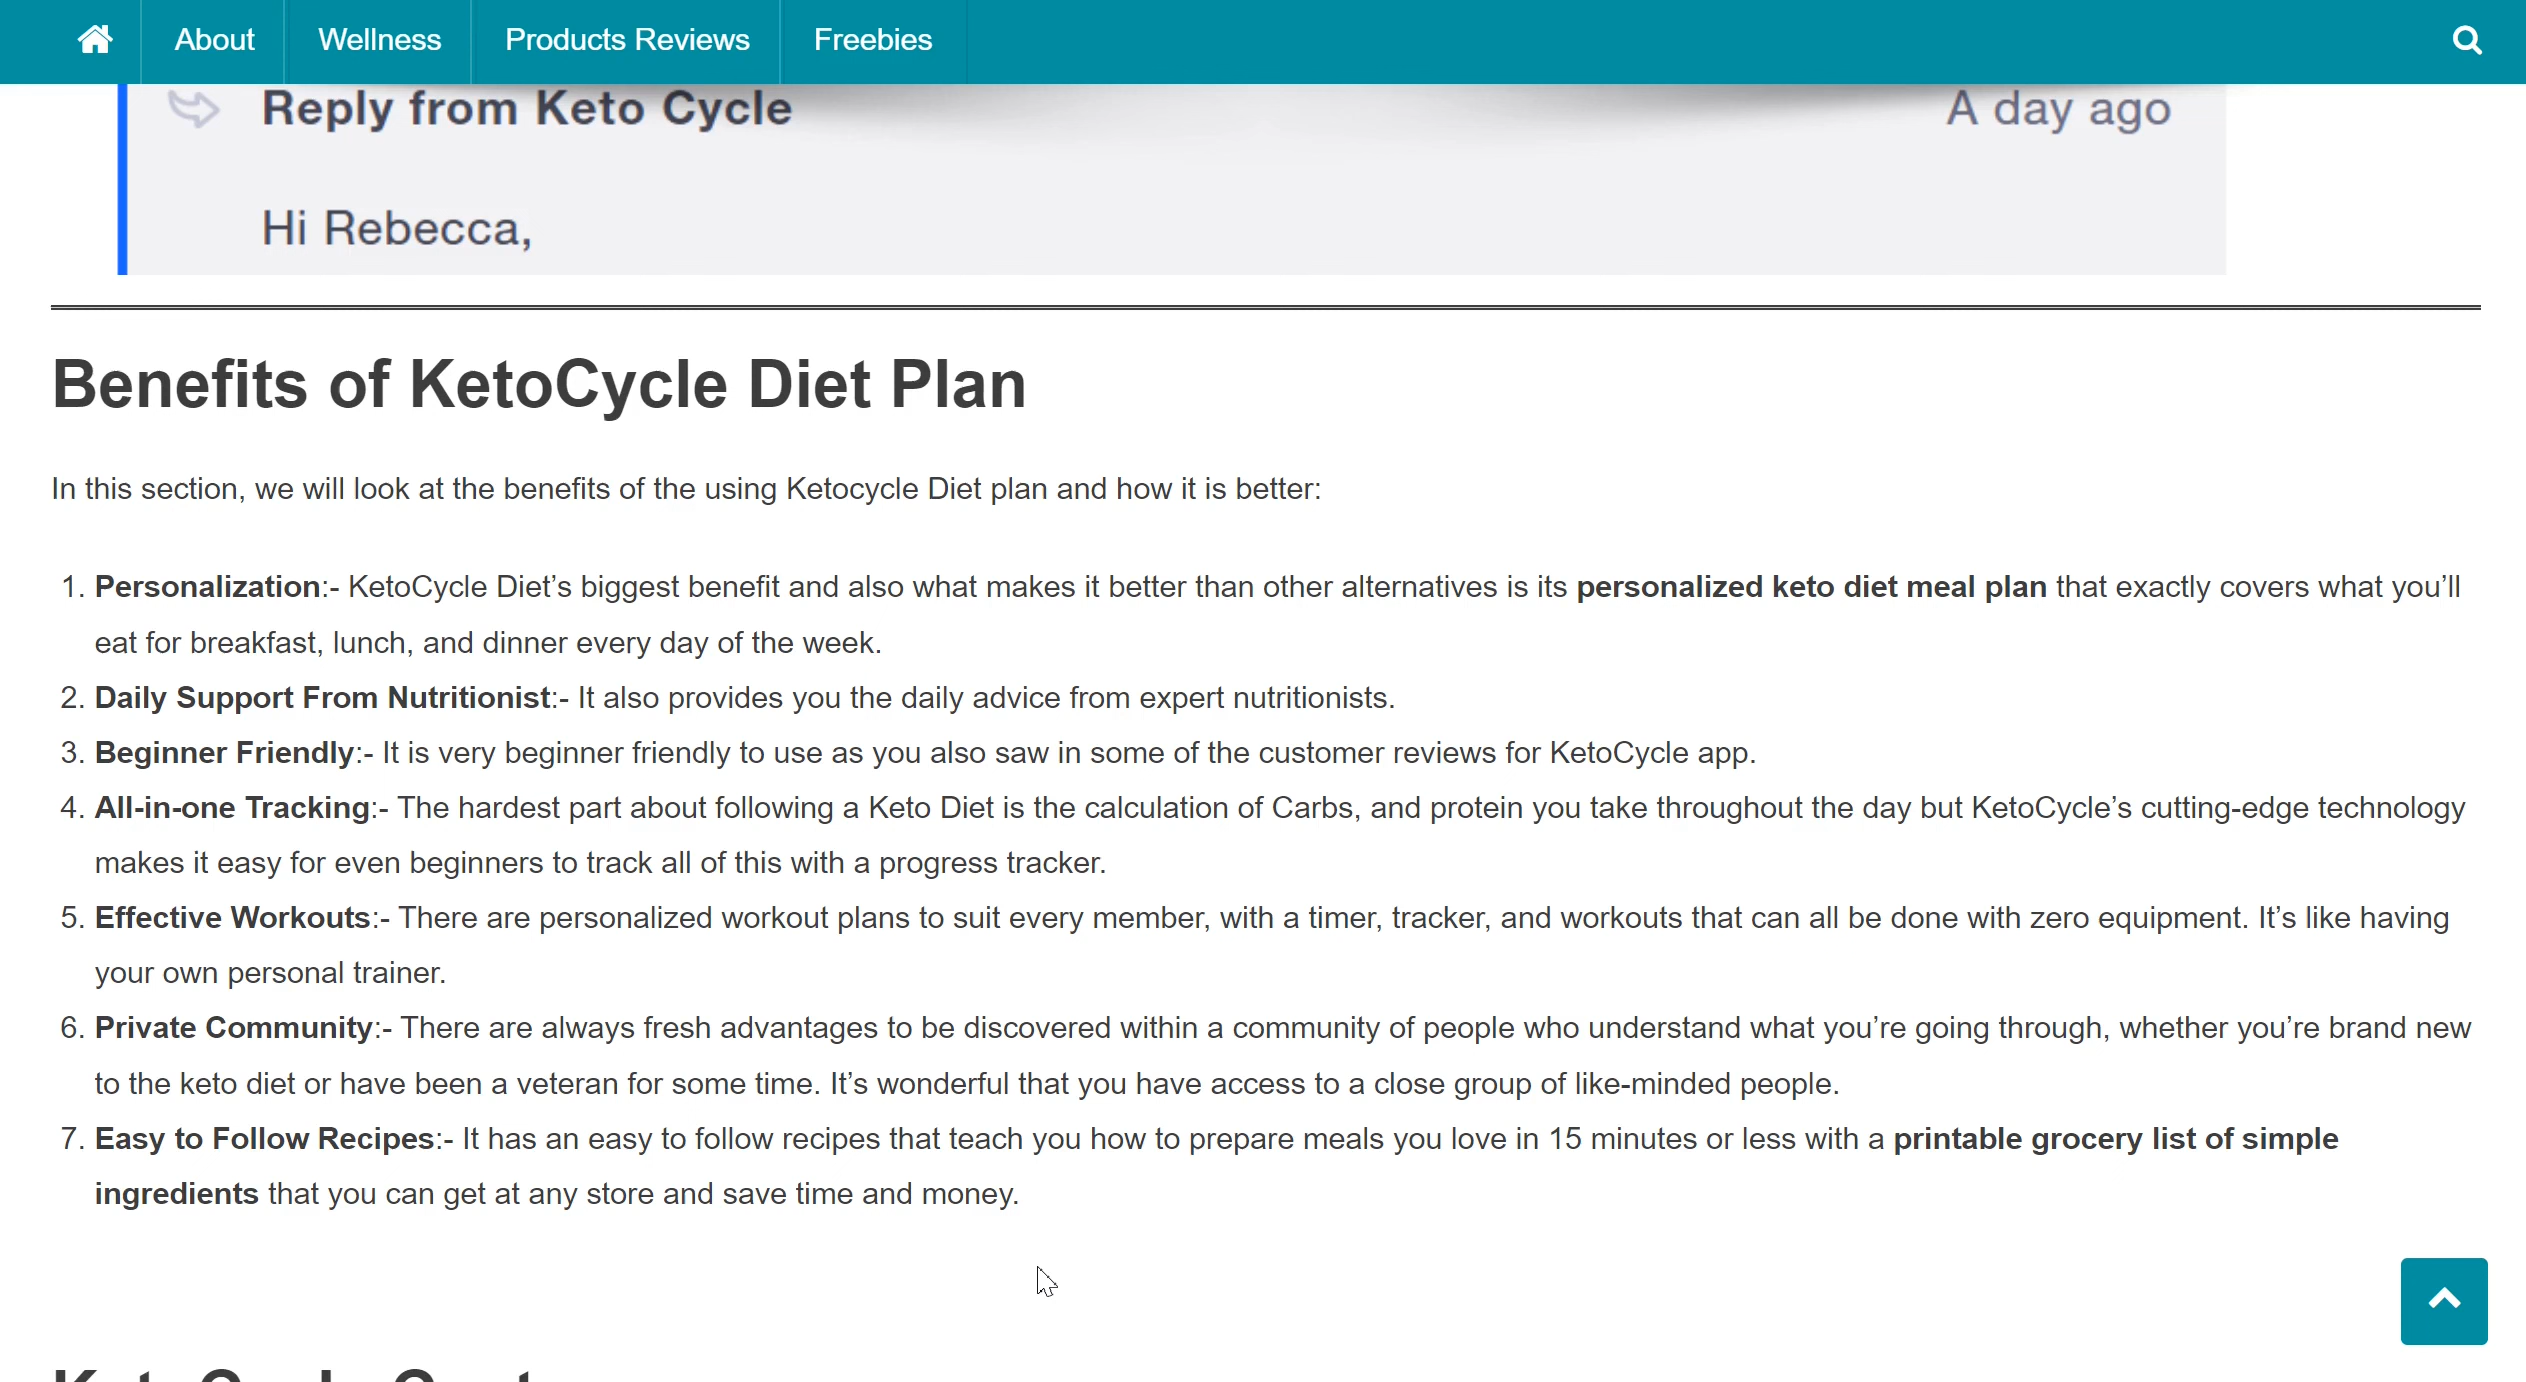 About
Wellness
Products Reviews
Freebies
Reply from Keto Cycle
A day ago
Hi Rebecca,
Benefits of KetoCycle Diet Plan
In this section, we will look at the benefits of the using Ketocycle Diet plan and how it is better:
1. Personalization:- KetoCycle Diet’s biggest benefit and also what makes it better than other alternatives is its personalized keto diet meal plan that exactly covers what you’ll
eat for breakfast, lunch, and dinner every day of the week.
2. Daily Support From Nutritionist:- It also provides you the daily advice from expert nutritionists.
3. Beginner Friendly:- It is very beginner friendly to use as you also saw in some of the customer reviews for KetoCycle app.
4. All-in-one Tracking:- The hardest part about following a Keto Diet is the calculation of Carbs, and protein you take throughout the day but KetoCycle’s cutting-edge technology
makes it easy for even beginners to track all of this with a progress tracker.
5. Effective Workouts:- There are personalized workout plans to suit every member, with a timer, tracker, and workouts that can all be done with zero equipment. It’s like having
your own personal trainer.
6. Private Community:- There are always fresh advantages to be discovered within a community of people who understand what you’re going through, whether you’re brand new
to the keto diet or have been a veteran for some time. It’s wonderful that you have access to a close group of like-minded people.
7. Easy to Follow Recipes:- It has an easy to follow recipes that teach you how to prepare meals you love in 15 minutes or less with a printable grocery list of simple
ingredients that you can get at any store and save time and money.